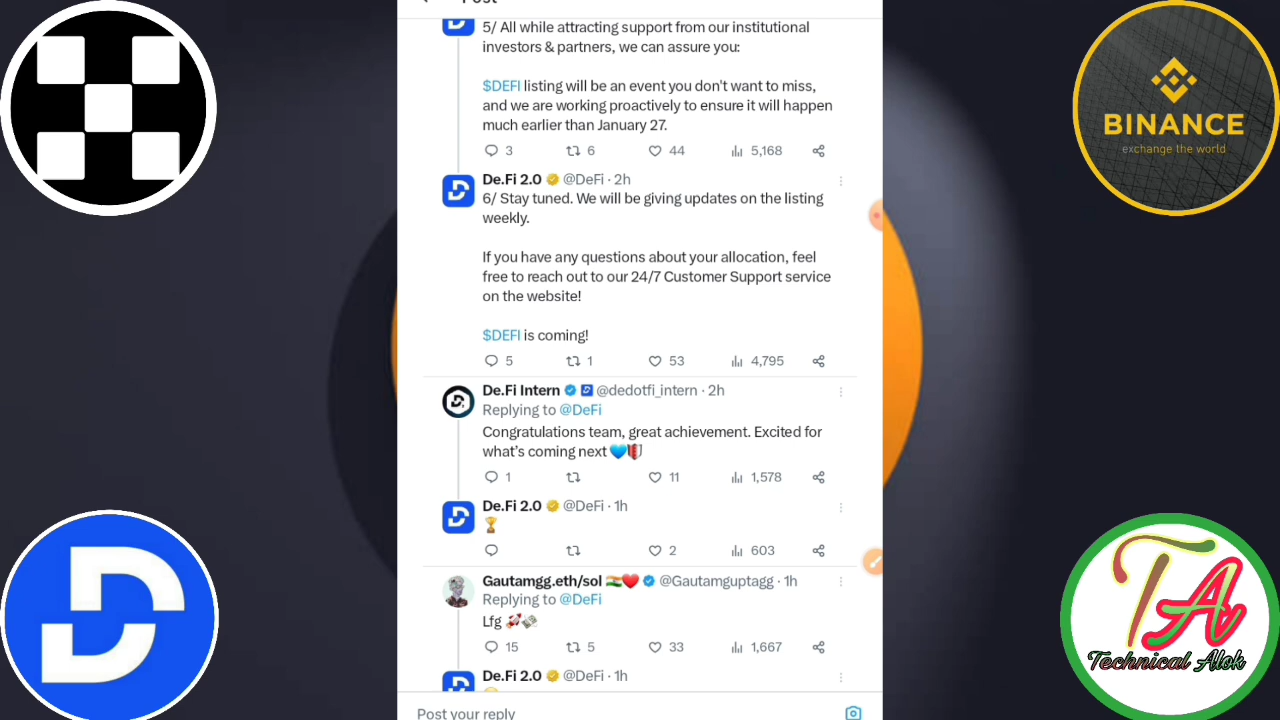 Post
5/ All while attracting support from our institutional
investors & partners, we can assure you:
$DEFI listing will be an event you don't want to miss,
and we are working proactively to ensure it will happen
much earlier than January 27.
3 6 44 5,168
De.Fi 2.0 @DeFi · 2h
6/ Stay tuned. We will be giving updates on the listing
weekly.
If you have any questions about your allocation, feel
free to reach out to our 24/7 Customer Support service
on the website!
$DEFI is coming!
5 1 53 4,795
De.Fi Intern @dedotfi_intern · 2h
Replying to @DeFi
Congratulations team, great achievement. Excited for
what's coming next
1 11 1,578
De.Fi 2.0 @DeFi · 1h
2 603
Gautamgg.eth/sol @Gautamguptagg · 1h
Replying to @DeFi
Lfg
15 5 33 1,667
De.Fi 2.0 @DeFi · 1h
Post your reply
BINANCE
exchange the world
TA
Technical Alok